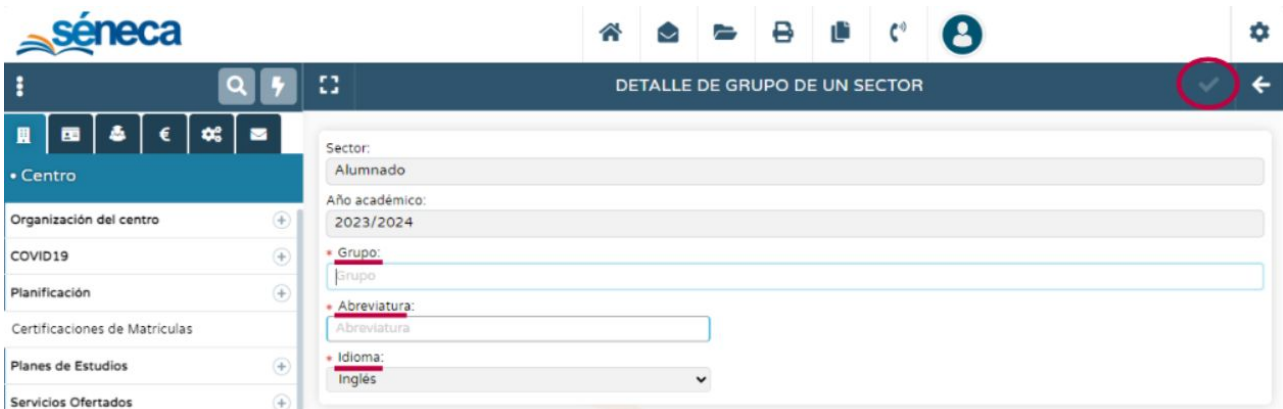 séneca
DETALLE DE GRUPO DE UN SECTOR
€
• Centro
Organización del centro
COVID19
Planificación
Certificaciones de Matrículas
Planes de Estudios
Servicios Ofertados
Sector:
Alumnado
Año académico:
2023/2024
* Grupo:
Grupo
* Abreviatura:
Abreviatura
* Idioma:
Inglés